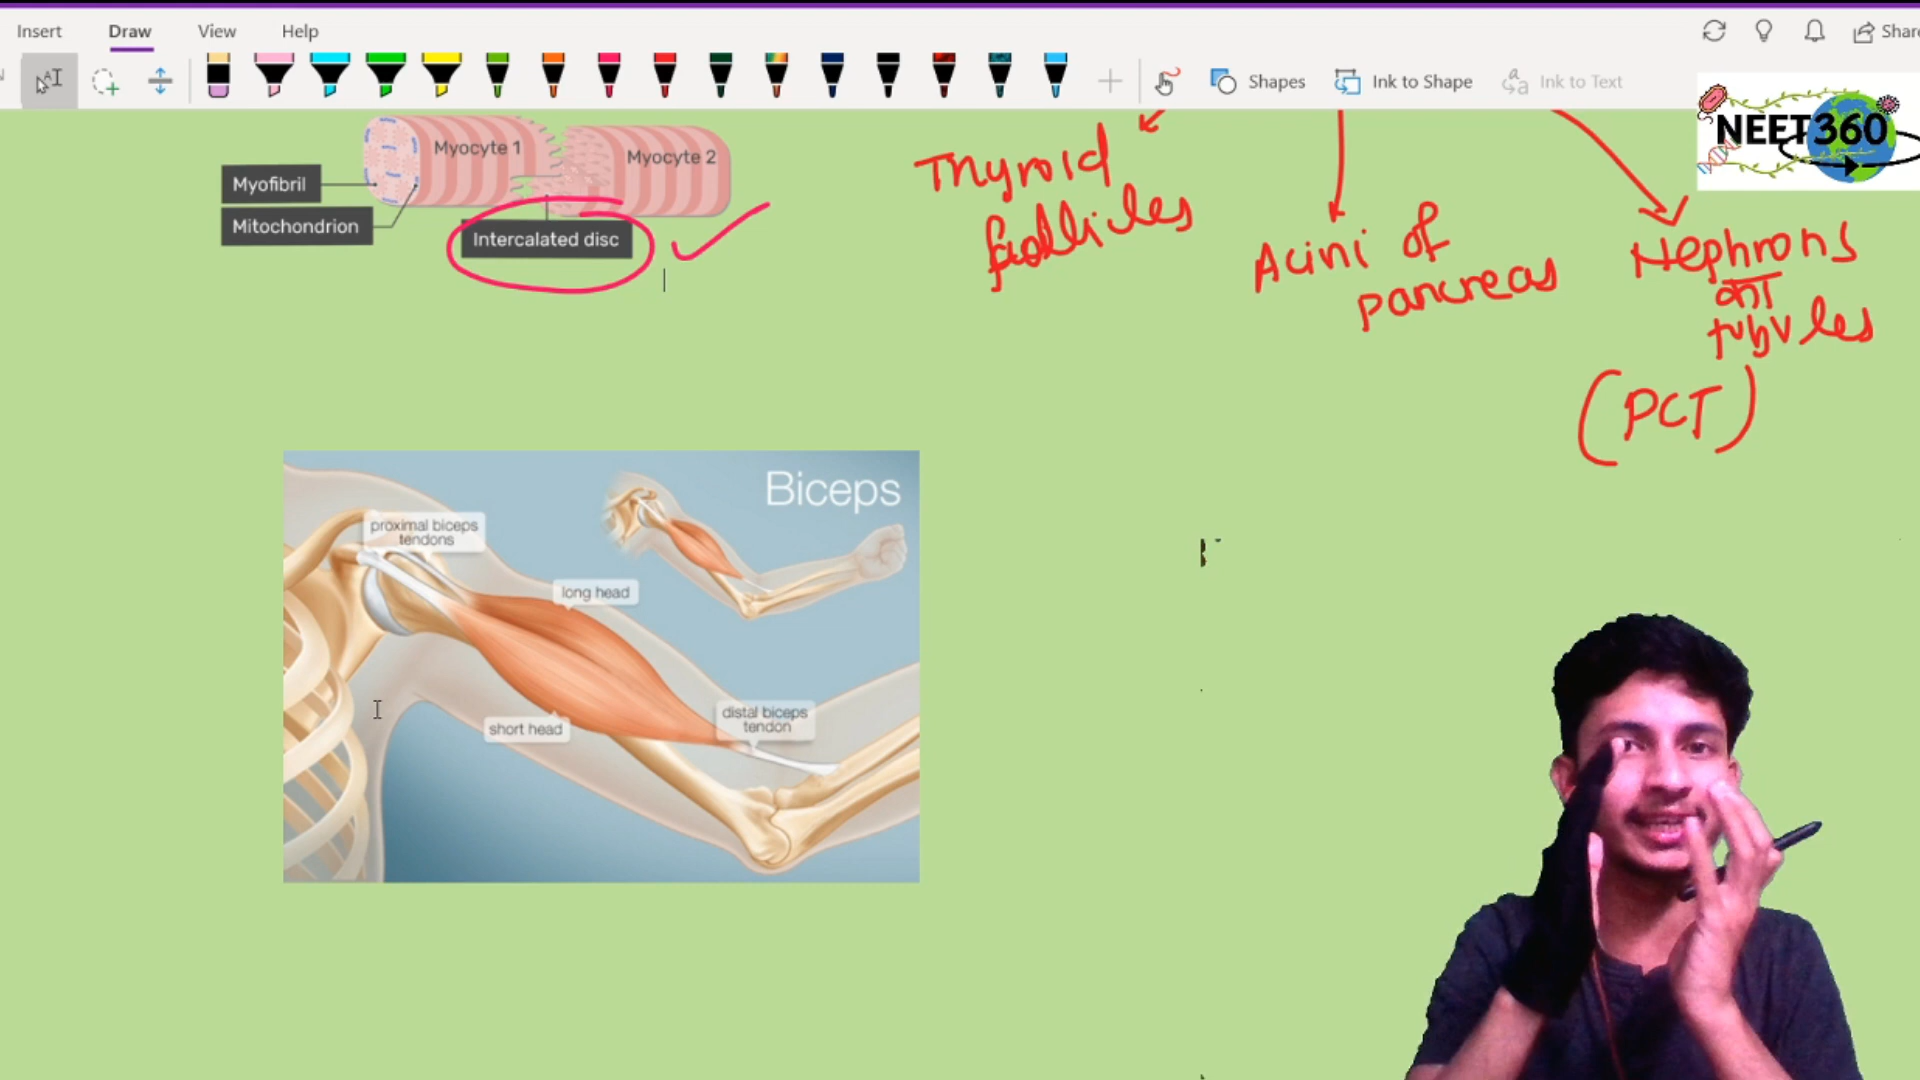 Insert
Draw
View
Help
Share
Shapes
Ink to Shape
Ink to Text
NEET360
Myocyte 1
Myocyte 2
Myofibril
Mitochondrion
Intercalated disc
Thyroid
follicles
Acini of
pancreas
Nephrons
tubules
(PCT)
Biceps
proximal biceps
tendons
long head
short head
distal biceps
tendon